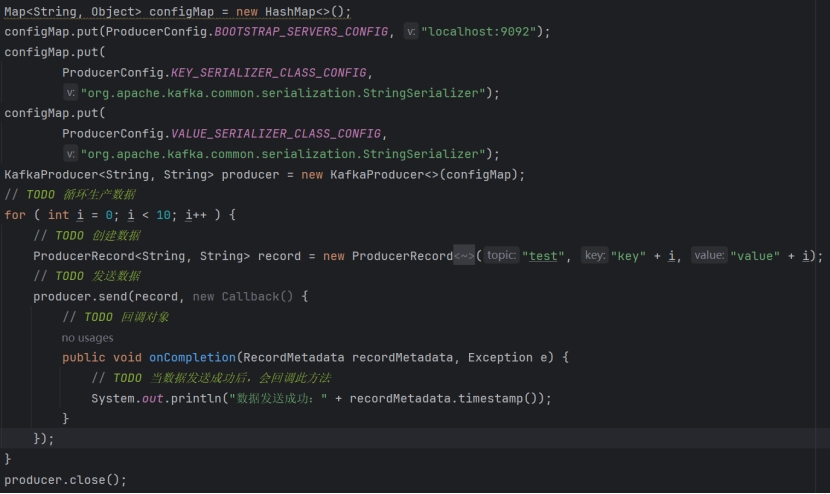 Map<String, Object> configMap = new HashMap<>();
configMap.put(ProducerConfig.BOOTSTRAP_SERVERS_CONFIG, v: "localhost:9092");
configMap.put(
        ProducerConfig.KEY_SERIALIZER_CLASS_CONFIG,
        v: "org.apache.kafka.common.serialization.StringSerializer");
configMap.put(
        ProducerConfig.VALUE_SERIALIZER_CLASS_CONFIG,
        v: "org.apache.kafka.common.serialization.StringSerializer");
KafkaProducer<String, String> producer = new KafkaProducer<>(configMap);
// TODO 循环生产数据
for ( int i = 0; i < 10; i++ ) {
    // TODO 创建数据
    ProducerRecord<String, String> record = new ProducerRecord<~>( topic: "test", key: "key" + i, value: "value" + i);
    // TODO 发送数据
    producer.send(record, new Callback() {
        // TODO 回调对象
        no usages
        public void onCompletion(RecordMetadata recordMetadata, Exception e) {
            // TODO 当数据发送成功后，会回调此方法
            System.out.println("数据发送成功：" + recordMetadata.timestamp());
        }
    });
}
producer.close();